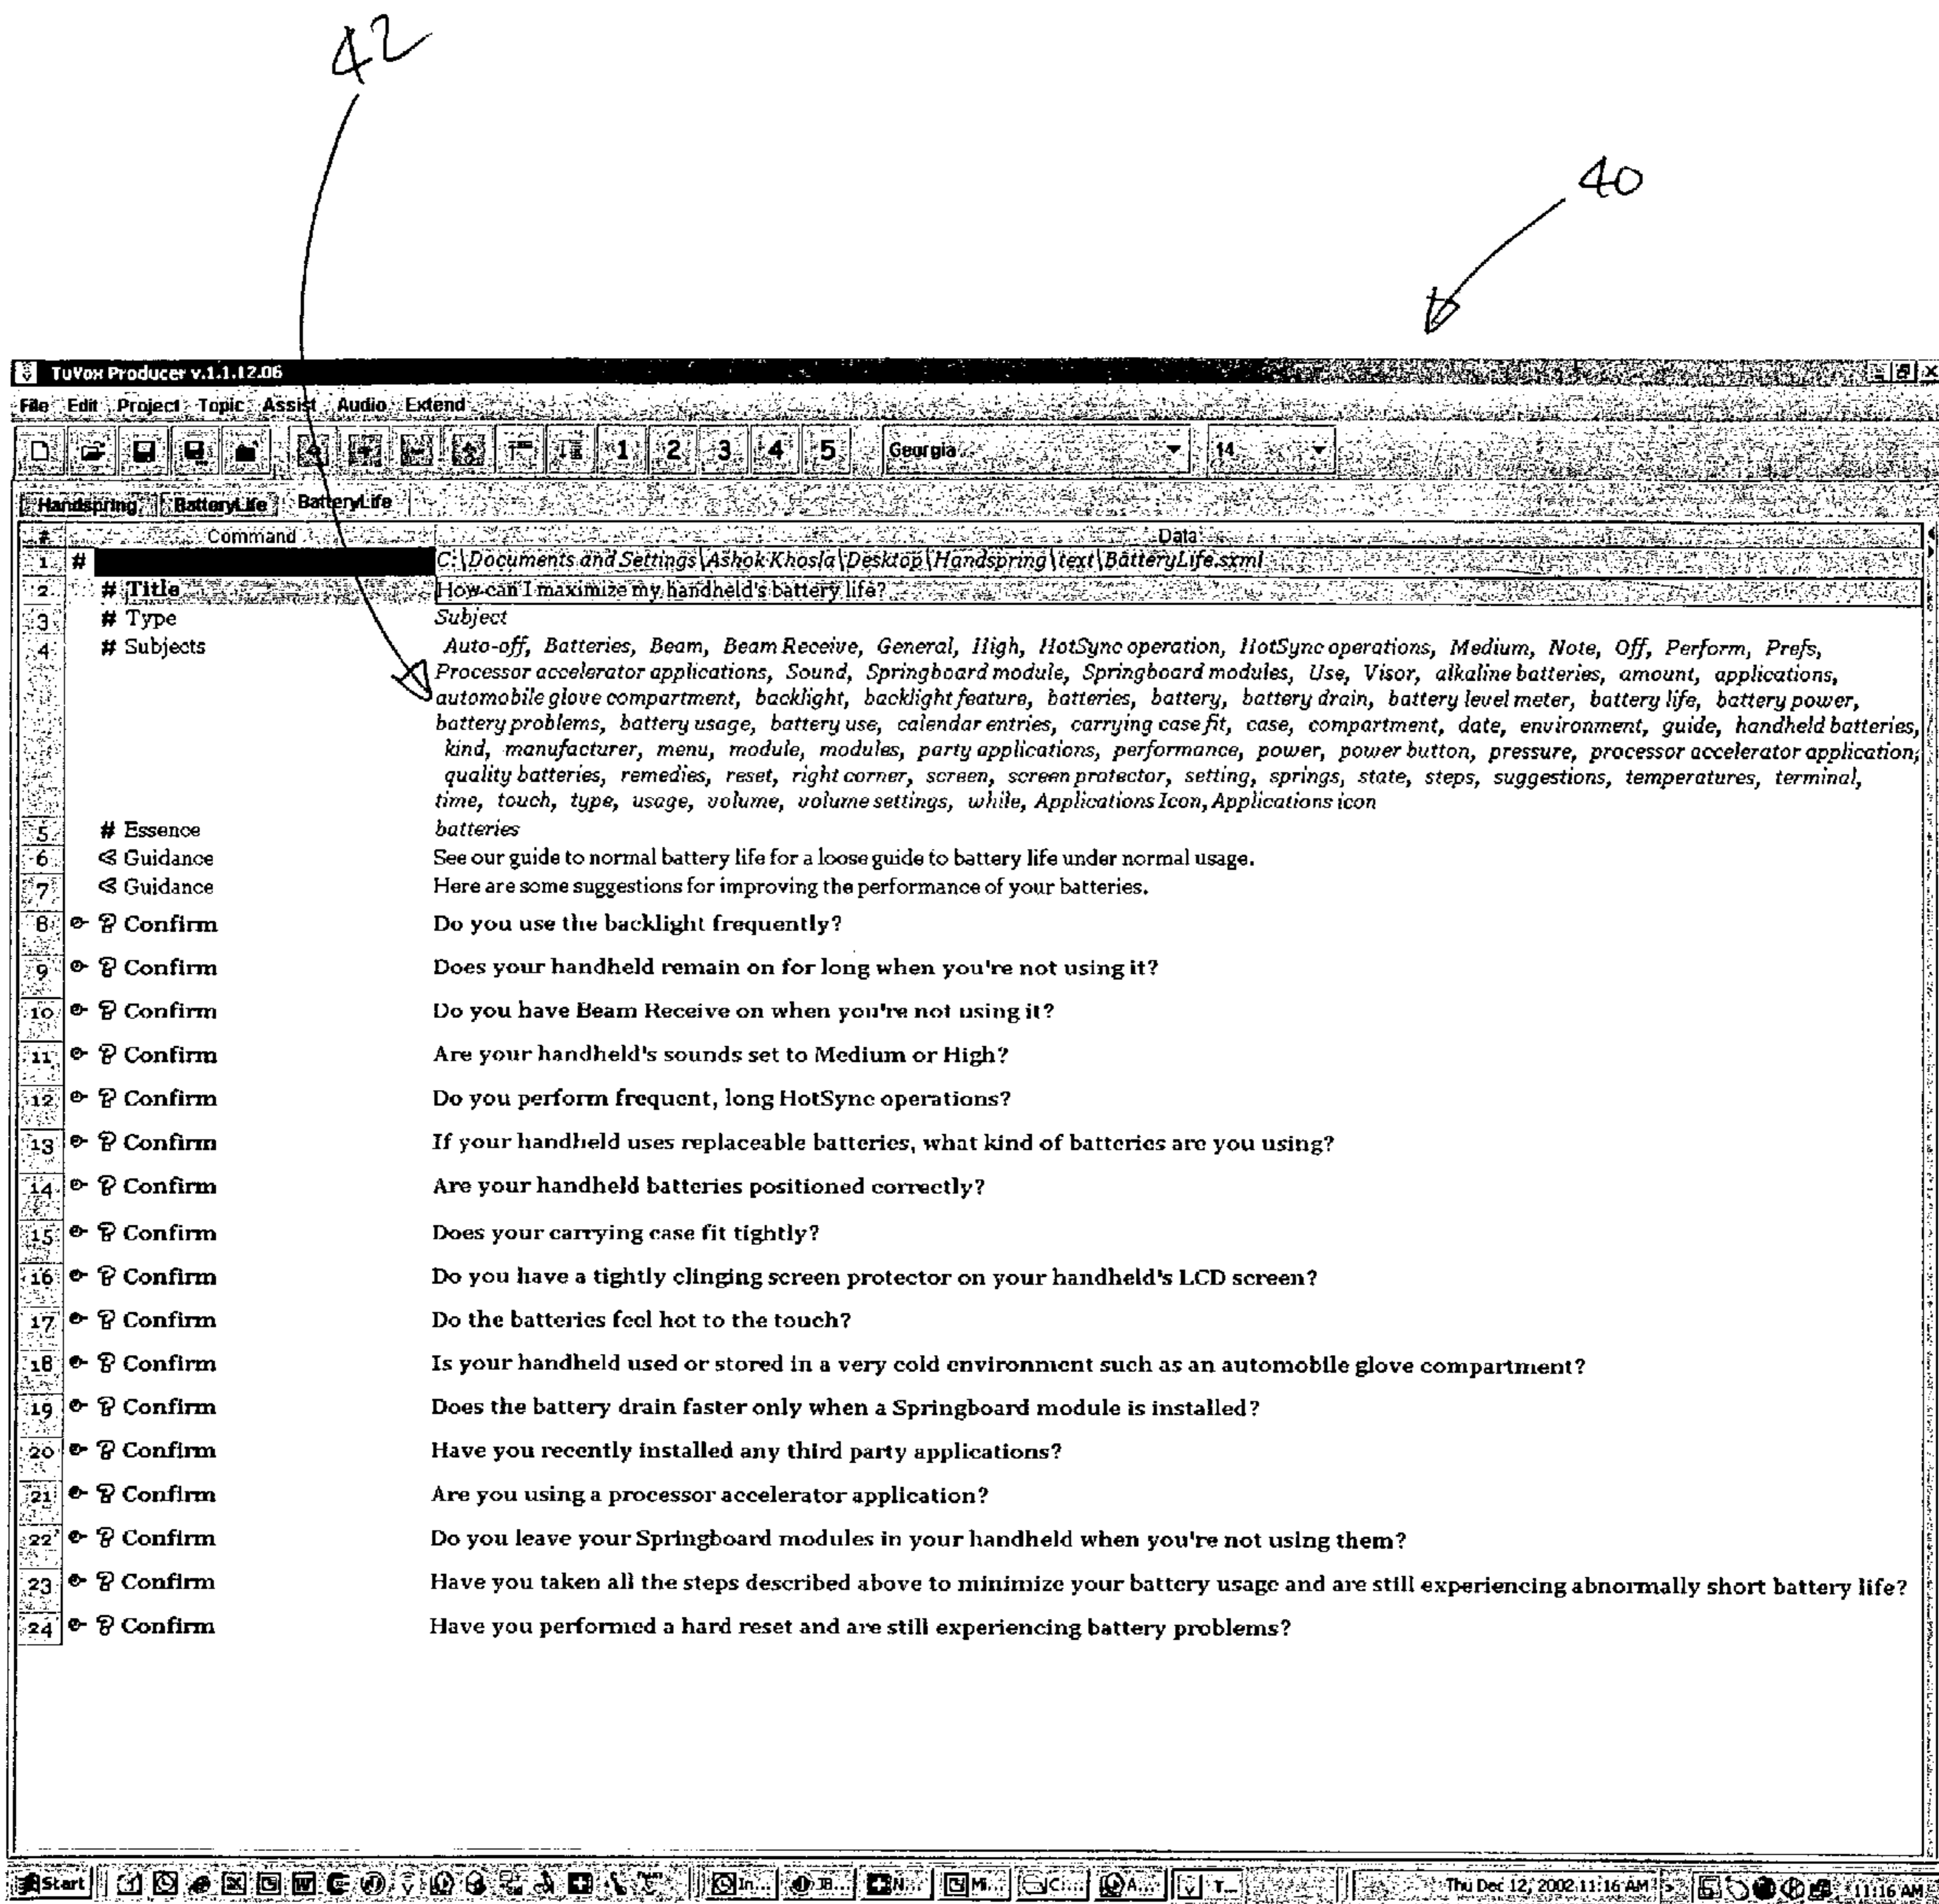 42
40
TuVox Producer v.1.1.12.06
File Edit Project Topic Assist Audio Extend
1 2 3 4 5 Georgia 14
Handspring BatteryLife BatteryLife
# Command Data
1 # C:\Documents and Settings\Ashok Khosla\Desktop\Handspring\text\BatteryLife.sxml
2 # Title How can I maximize my handheld's battery life?
3 # Type Subject
4 # Subjects Auto-off, Batteries, Beam, Beam Receive, General, High, HotSync operation, HotSync operations, Medium, Note, Off, Perform, Prefs,
Processor accelerator applications, Sound, Springboard module, Springboard modules, Use, Visor, alkaline batteries, amount, applications,
automobile glove compartment, backlight, backlight feature, batteries, battery, battery drain, battery level meter, battery life, battery power,
battery problems, battery usage, battery use, calendar entries, carrying case fit, case, compartment, date, environment, guide, handheld batteries,
kind, manufacturer, menu, module, modules, party applications, performance, power, power button, pressure, processor accelerator application,
quality batteries, remedies, reset, right corner, screen, screen protector, setting, springs, state, steps, suggestions, temperatures, terminal,
time, touch, type, usage, volume, volume settings, while, Applications Icon, Applications icon
5 # Essence batteries
6 Guidance See our guide to normal battery life for a loose guide to battery life under normal usage.
7 Guidance Here are some suggestions for improving the performance of your batteries.
8 ? Confirm Do you use the backlight frequently?
9 ? Confirm Does your handheld remain on for long when you're not using it?
10 ? Confirm Do you have Beam Receive on when you're not using it?
11 ? Confirm Are your handheld's sounds set to Medium or High?
12 ? Confirm Do you perform frequent, long HotSync operations?
13 ? Confirm If your handheld uses replaceable batteries, what kind of batteries are you using?
14 ? Confirm Are your handheld batteries positioned correctly?
15 ? Confirm Does your carrying case fit tightly?
16 ? Confirm Do you have a tightly clinging screen protector on your handheld's LCD screen?
17 ? Confirm Do the batteries feel hot to the touch?
18 ? Confirm Is your handheld used or stored in a very cold environment such as an automobile glove compartment?
19 ? Confirm Does the battery drain faster only when a Springboard module is installed?
20 ? Confirm Have you recently installed any third party applications?
21 ? Confirm Are you using a processor accelerator application?
22 ? Confirm Do you leave your Springboard modules in your handheld when you're not using them?
23 ? Confirm Have you taken all the steps described above to minimize your battery usage and are still experiencing abnormally short battery life?
24 ? Confirm Have you performed a hard reset and are still experiencing battery problems?
Start In... JB... N... Mi... C... A... T... Thu Dec 12, 2002 11:16 AM 11:16 AM